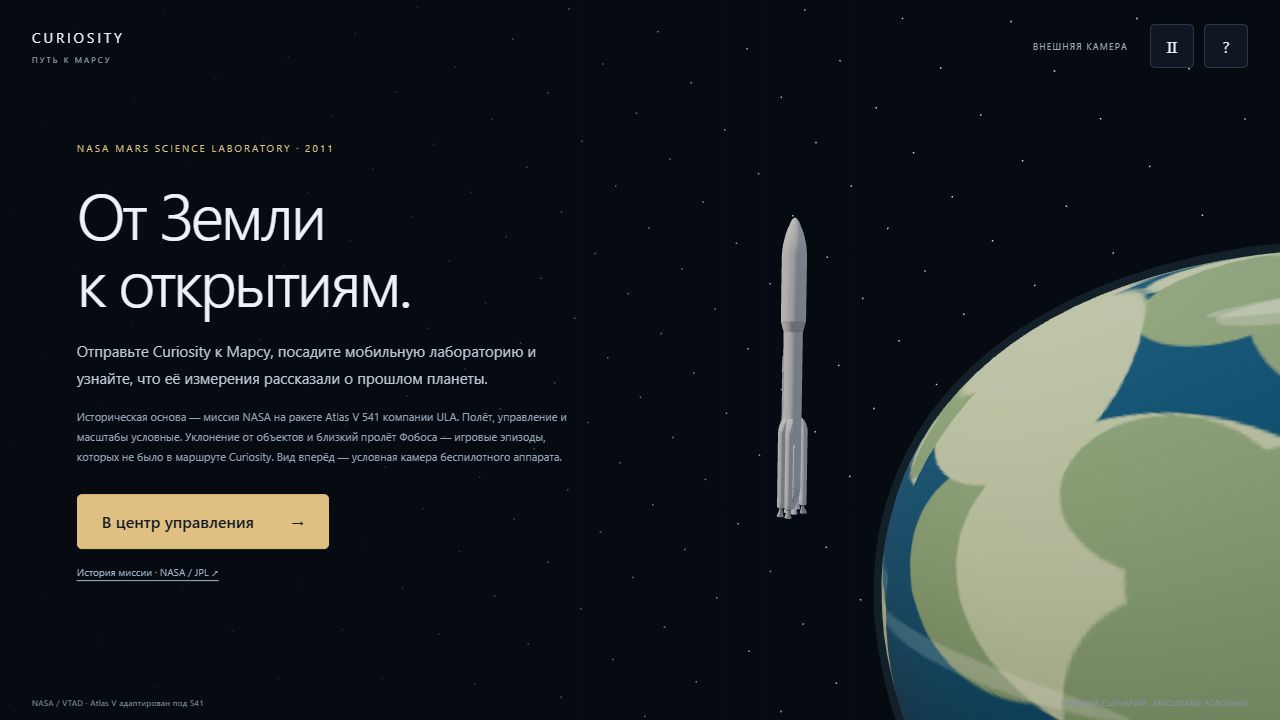 CURIOSITY
ПУТЬ К МАРСУ
ВНЕШНЯЯ КАМЕРА
II
?
NASA MARS SCIENCE LABORATORY · 2011
От Земли
к открытиям.
Отправьте Curiosity к Марсу, посадите мобильную лабораторию и
узнайте, что её измерения рассказали о прошлом планеты.
Историческая основа — миссия NASA на ракете Atlas V 541 компании ULA. Полёт, управление и
масштабы условные. Уклонение от объектов и близкий пролёт Фобоса — игровые эпизоды,
которых не было в маршруте Curiosity. Вид вперёд — условная камера беспилотного аппарата.
В центр управления →
История миссии · NASA / JPL ↗
NASA / VTAD · Atlas V адаптирован под 541
СЦЕНАРИЙ · МАСШТАБЫ УСЛОВНЫЕ